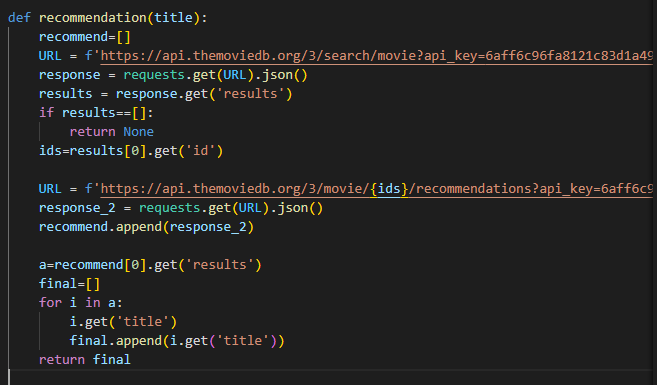 def recommendation(title):
    recommend=[]
    URL = f'https://api.themoviedb.org/3/search/movie?api_key=6aff6c96fa8121c83d1a49
    response = requests.get(URL).json()
    results = response.get('results')
    if results==[]:
        return None
    ids=results[0].get('id')

    URL = f'https://api.themoviedb.org/3/movie/{ids}/recommendations?api_key=6aff6c9
    response_2 = requests.get(URL).json()
    recommend.append(response_2)

    a=recommend[0].get('results')
    final=[]
    for i in a:
        i.get('title')
        final.append(i.get('title'))
    return final